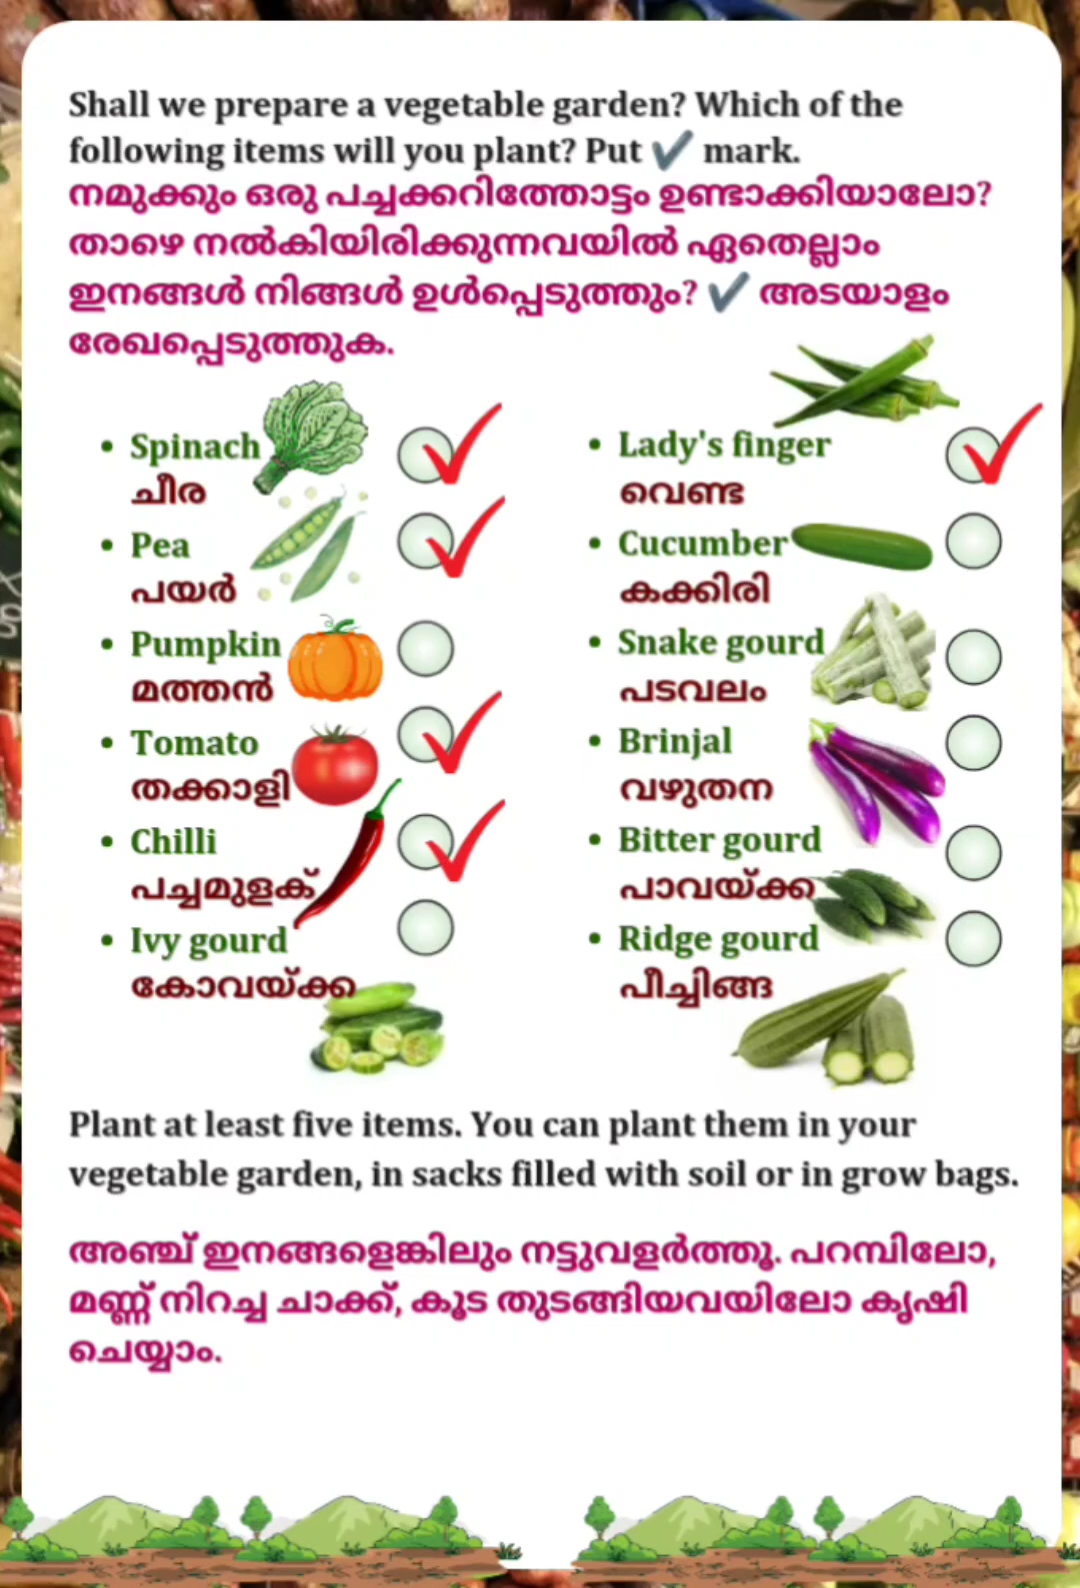 Shall we prepare a vegetable garden? Which of the
following items will you plant? Put ✔ mark.
നമുക്കും ഒരു പച്ചക്കറിത്തോട്ടം ഉണ്ടാക്കിയാലോ?
താഴെ നൽകിയിരിക്കുന്നവയിൽ ഏതെല്ലാം
ഇനങ്ങൾ നിങ്ങൾ ഉൾപ്പെടുത്തും? ✔ അടയാളം
രേഖപ്പെടുത്തുക.
• Spinach
ചീര
• Pea
പയർ
• Pumpkin
മത്തൻ
• Tomato
തക്കാളി
• Chilli
പച്ചമുളക്
• Ivy gourd
കോവയ്ക്ക
• Lady's finger
വെണ്ട
• Cucumber
കക്കിരി
• Snake gourd
പടവലം
• Brinjal
വഴുതന
• Bitter gourd
പാവയ്ക്ക
• Ridge gourd
പീച്ചിങ്ങ
Plant at least five items. You can plant them in your
vegetable garden, in sacks filled with soil or in grow bags.
അഞ്ച് ഇനങ്ങളെങ്കിലും നട്ടുവളർത്തൂ. പറമ്പിലോ,
മണ്ണ് നിറച്ച ചാക്ക്, കൂട തുടങ്ങിയവയിലോ കൃഷി
ചെയ്യാം.